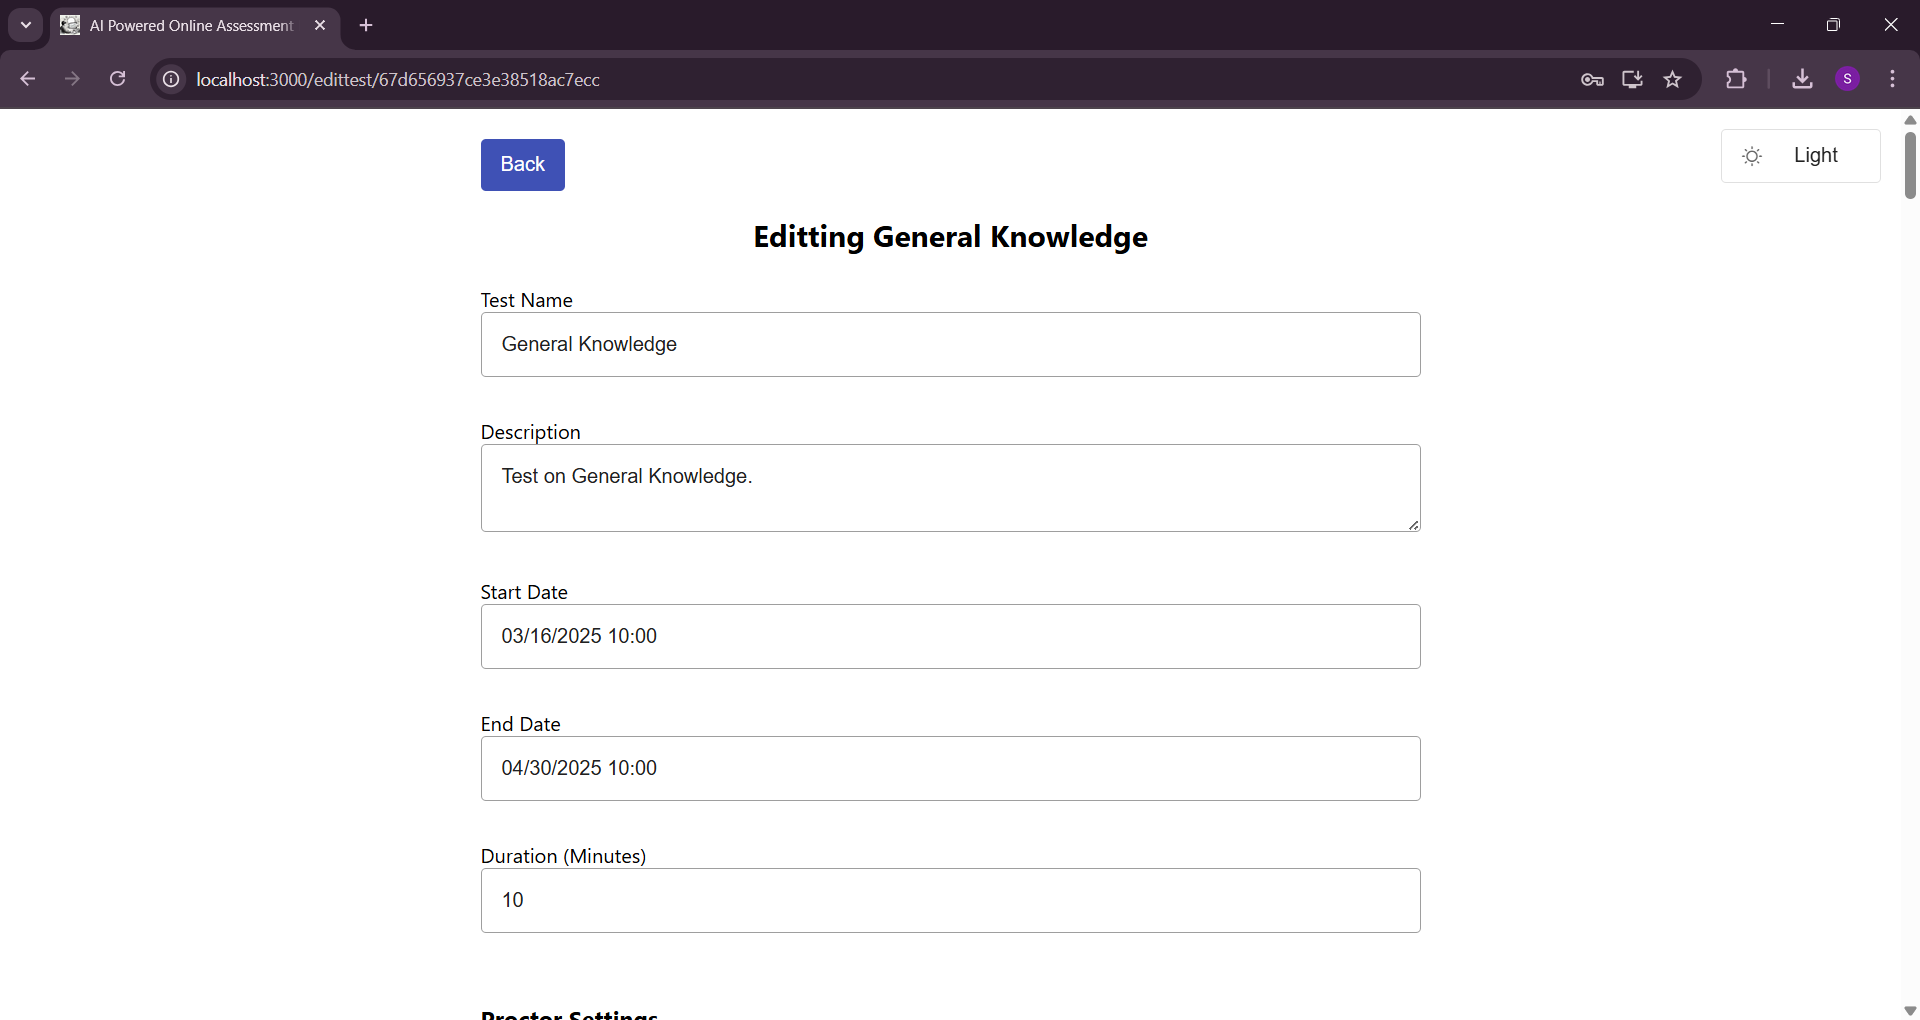 AI Powered Online Assessment
localhost:3000/edittest/67d656937ce3e38518ac7ecc
S
Back
Light
Editting General Knowledge
Test Name
General Knowledge
Description
Test on General Knowledge.
Start Date
03/16/2025 10:00
End Date
04/30/2025 10:00
Duration (Minutes)
10
Proctor Settings